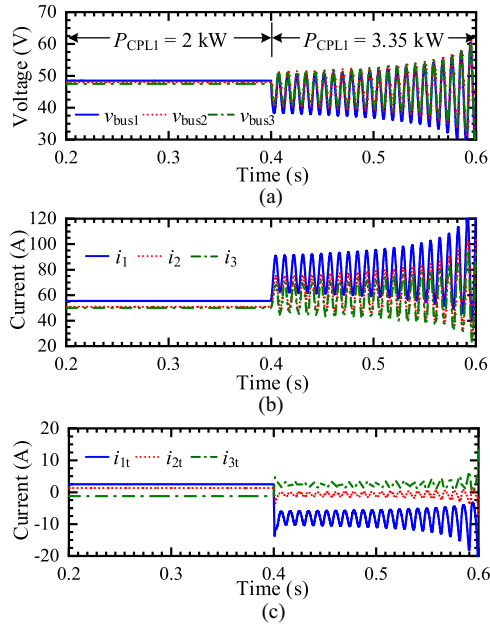 70
60
50
40
30
Voltage (V)
P_CPL1 = 2 kW
P_CPL1 = 3.35 kW
v_bus1 v_bus2 v_bus3
0.2 0.3 0.4 0.5 0.6
Time (s)
(a)
120
100
80
60
40
20
Current (A)
i_1 i_2 i_3
0.2 0.3 0.4 0.5 0.6
Time (s)
(b)
20
10
0
-10
-20
Current (A)
i_1t i_2t i_3t
0.2 0.3 0.4 0.5 0.6
Time (s)
(c)